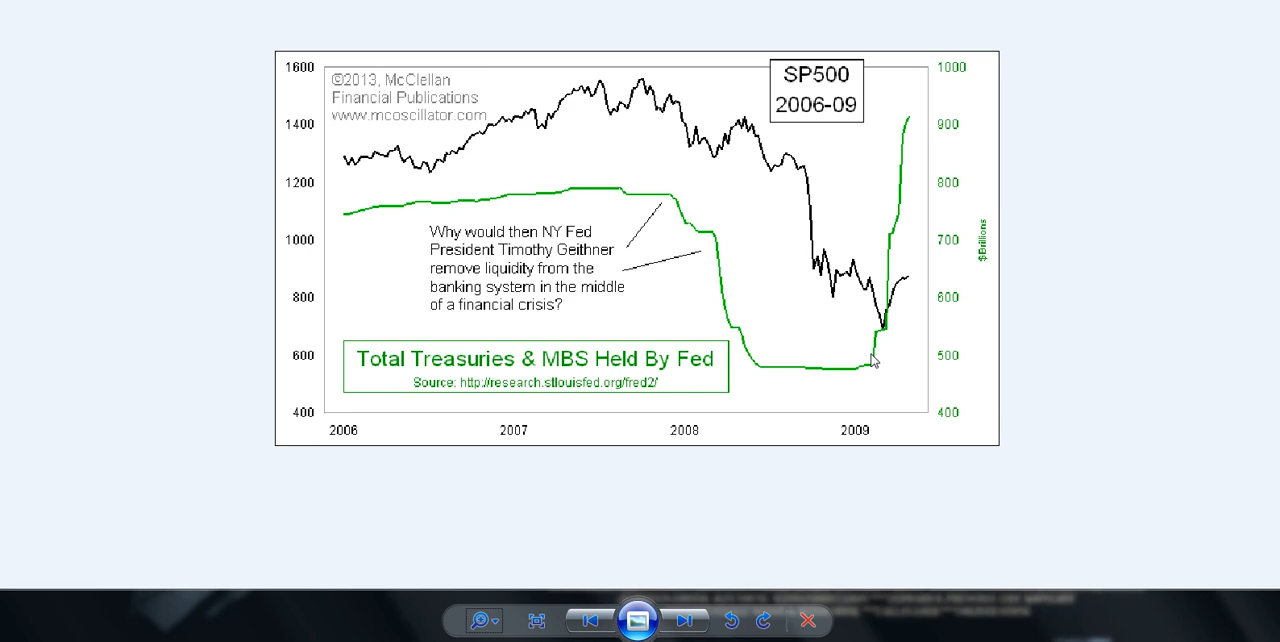 1600
©2013, McClellan
Financial Publications
www.mcoscillator.com
SP500
2006-09
1000
1400
900
1200
800
Why would then NY Fed
President Timothy Geithner
remove liquidity from the
banking system in the middle
of a financial crisis?
1000
700
$Billions
800
600
Total Treasuries & MBS Held By Fed
Source: http://research.stlouisfed.org/fred2/
600
500
400
400
2006
2007
2008
2009